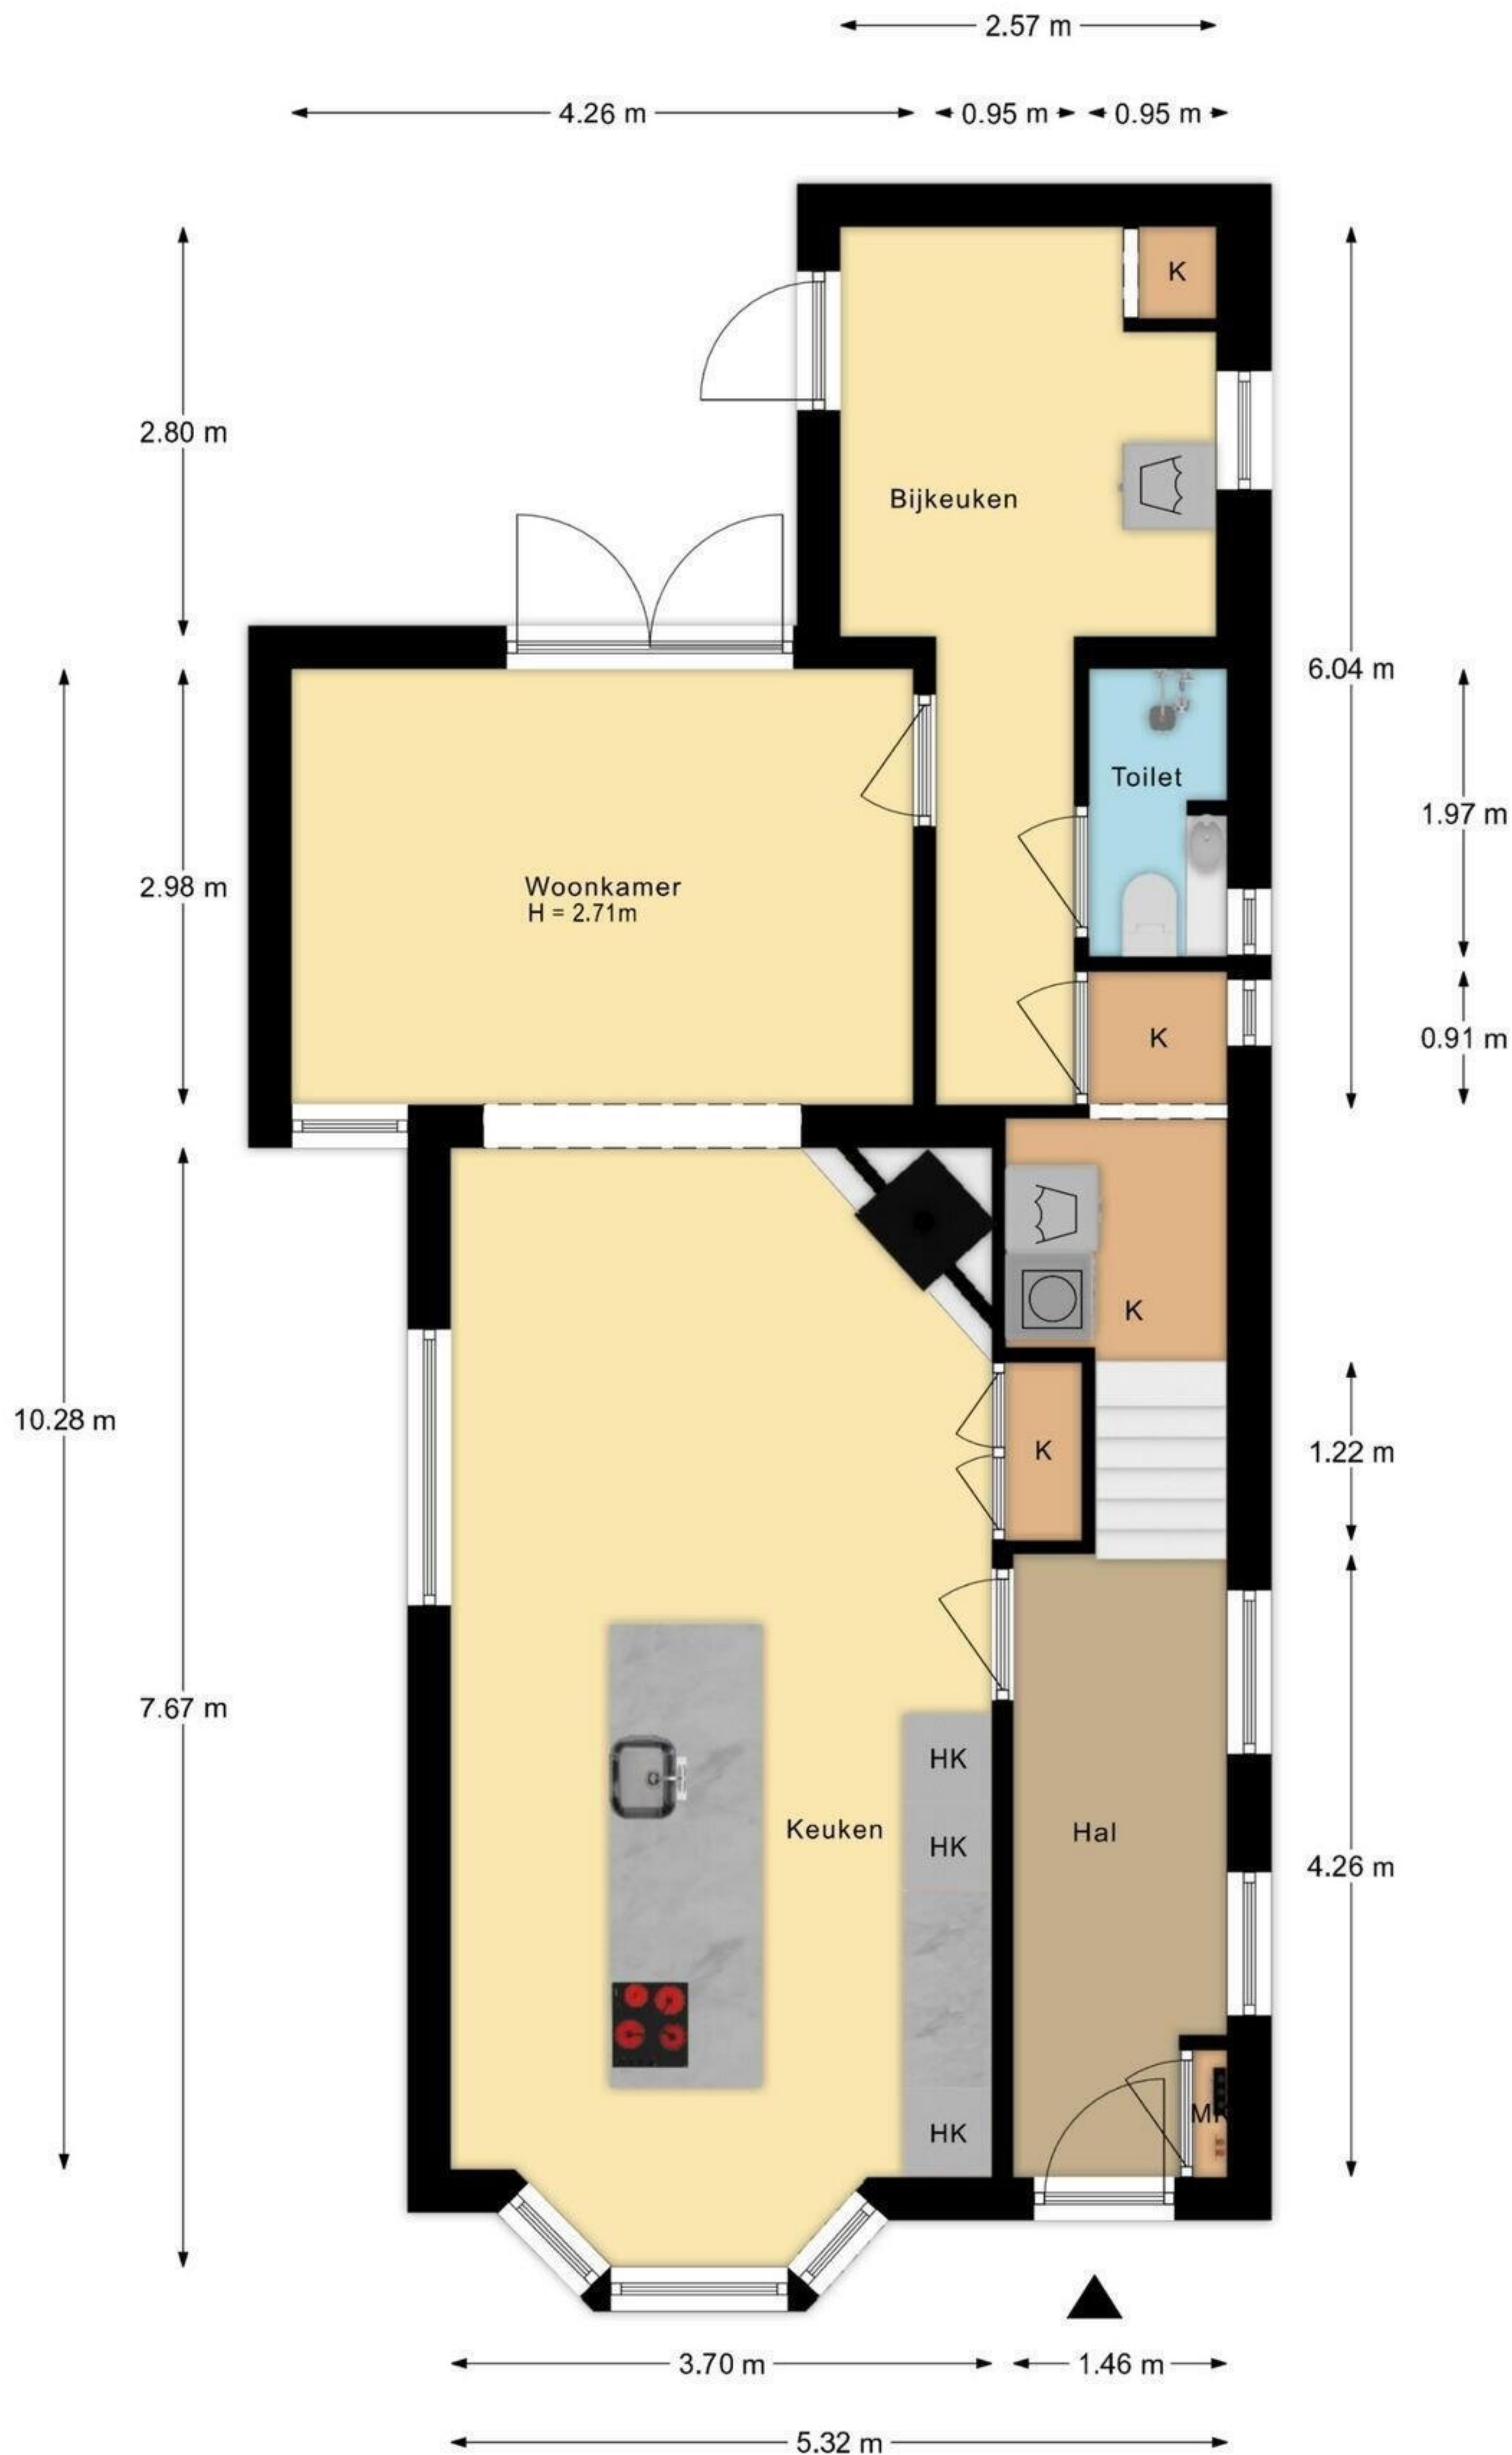 2.57 m
4.26 m
0.95 m
0.95 m
K
2.80 m
Bijkeuken
6.04 m
Toilet
1.97 m
2.98 m
Woonkamer
H = 2.71m
K
0.91 m
K
10.28 m
K
1.22 m
7.67 m
HK
Keuken
Hal
HK
4.26 m
HK
3.70 m
1.46 m
5.32 m